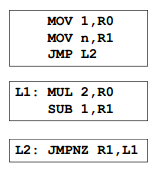 MOV 1,R0
MOV n,R1
JMP L2
L1: MUL 2,R0
SUB 1,R1
L2: JMPNZ R1,L1